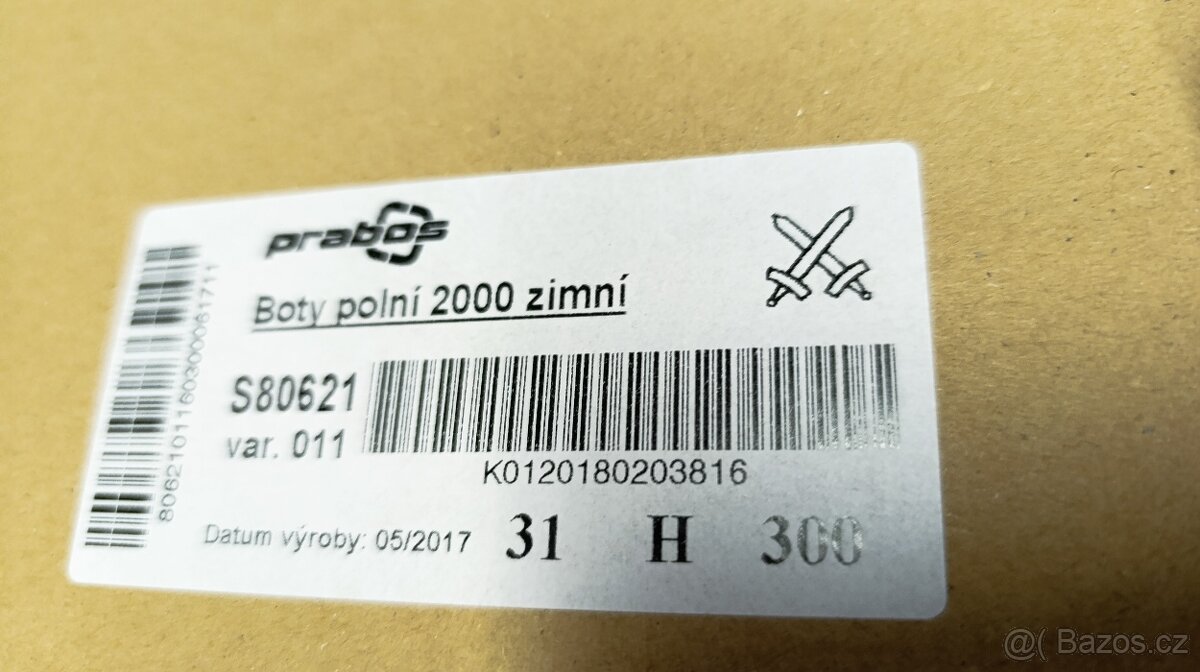 prabos
Boty polní 2000 zimní
S80621
var. 011
K0120180203816
Datum výroby: 05/2017 31 H 300
8062101160300061711
@( Bazos.cz